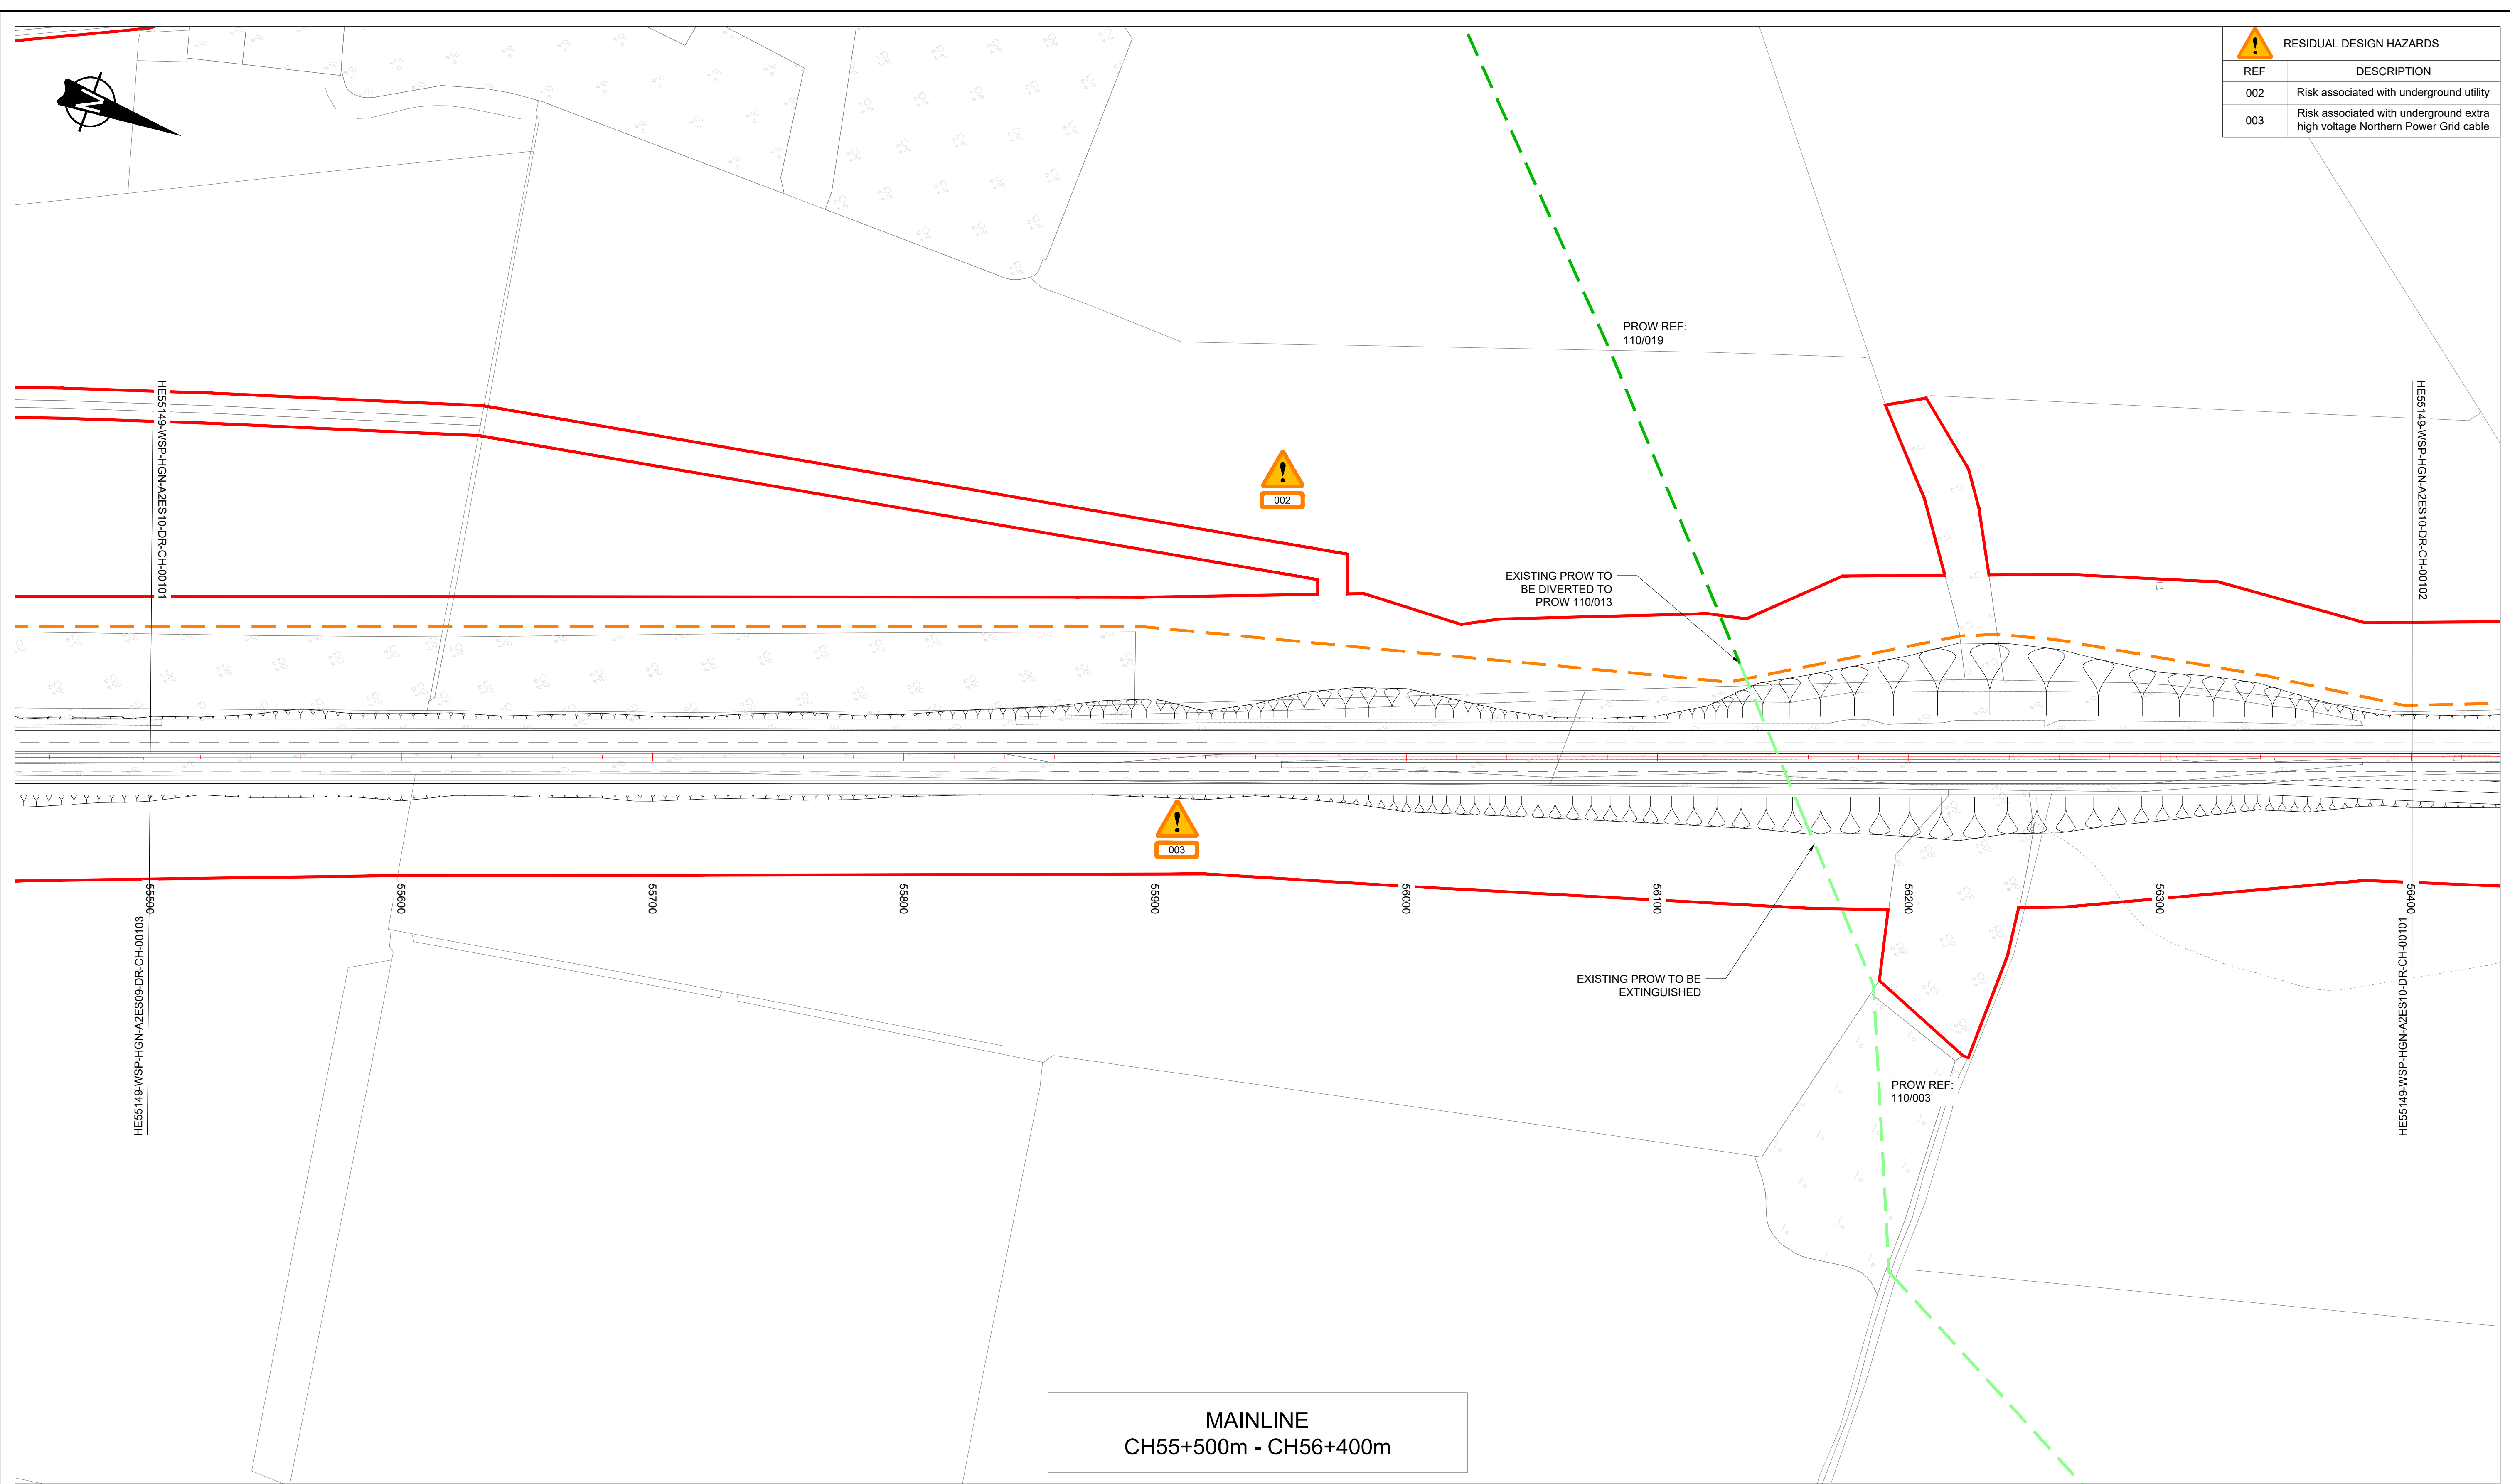 RESIDUAL DESIGN HAZARDS
REF DESCRIPTION
002 Risk associated with underground utility
003 Risk associated with underground extra
high voltage Northern Power Grid cable
N
PROW REF:
110/019
HE55149-WSP-HGN-A2ES10-DR-CH-00101
HE55149-WSP-HGN-A2ES10-DR-CH-00102
002
EXISTING PROW TO
BE DIVERTED TO
PROW 110/013
003
55500
55600
55700
55800
55900
56000
56100
56200
56300
56400
HE55149-WSP-HGN-A2ES09-DR-CH-00103
HE55149-WSP-HGN-A2ES10-DR-CH-00101
EXISTING PROW TO BE
EXTINGUISHED
PROW REF:
110/003
MAINLINE
CH55+500m - CH56+400m